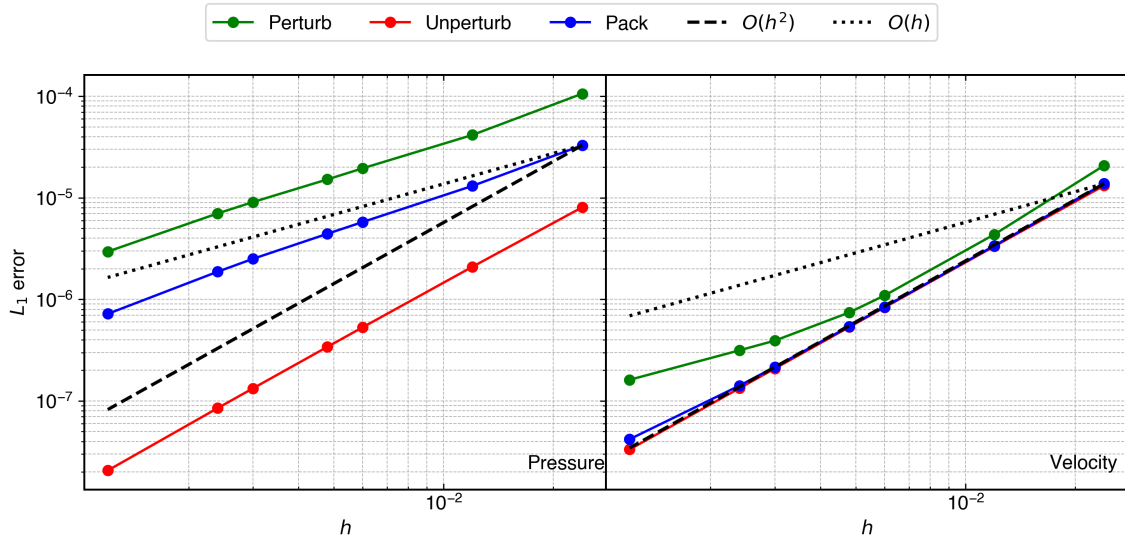 Perturb Unperturb Pack $O(h^2)$ $O(h)$
10⁻⁴
10⁻⁵
10⁻⁶
10⁻⁷
L₁ error
Pressure
Velocity
10⁻²
10⁻²
h
h